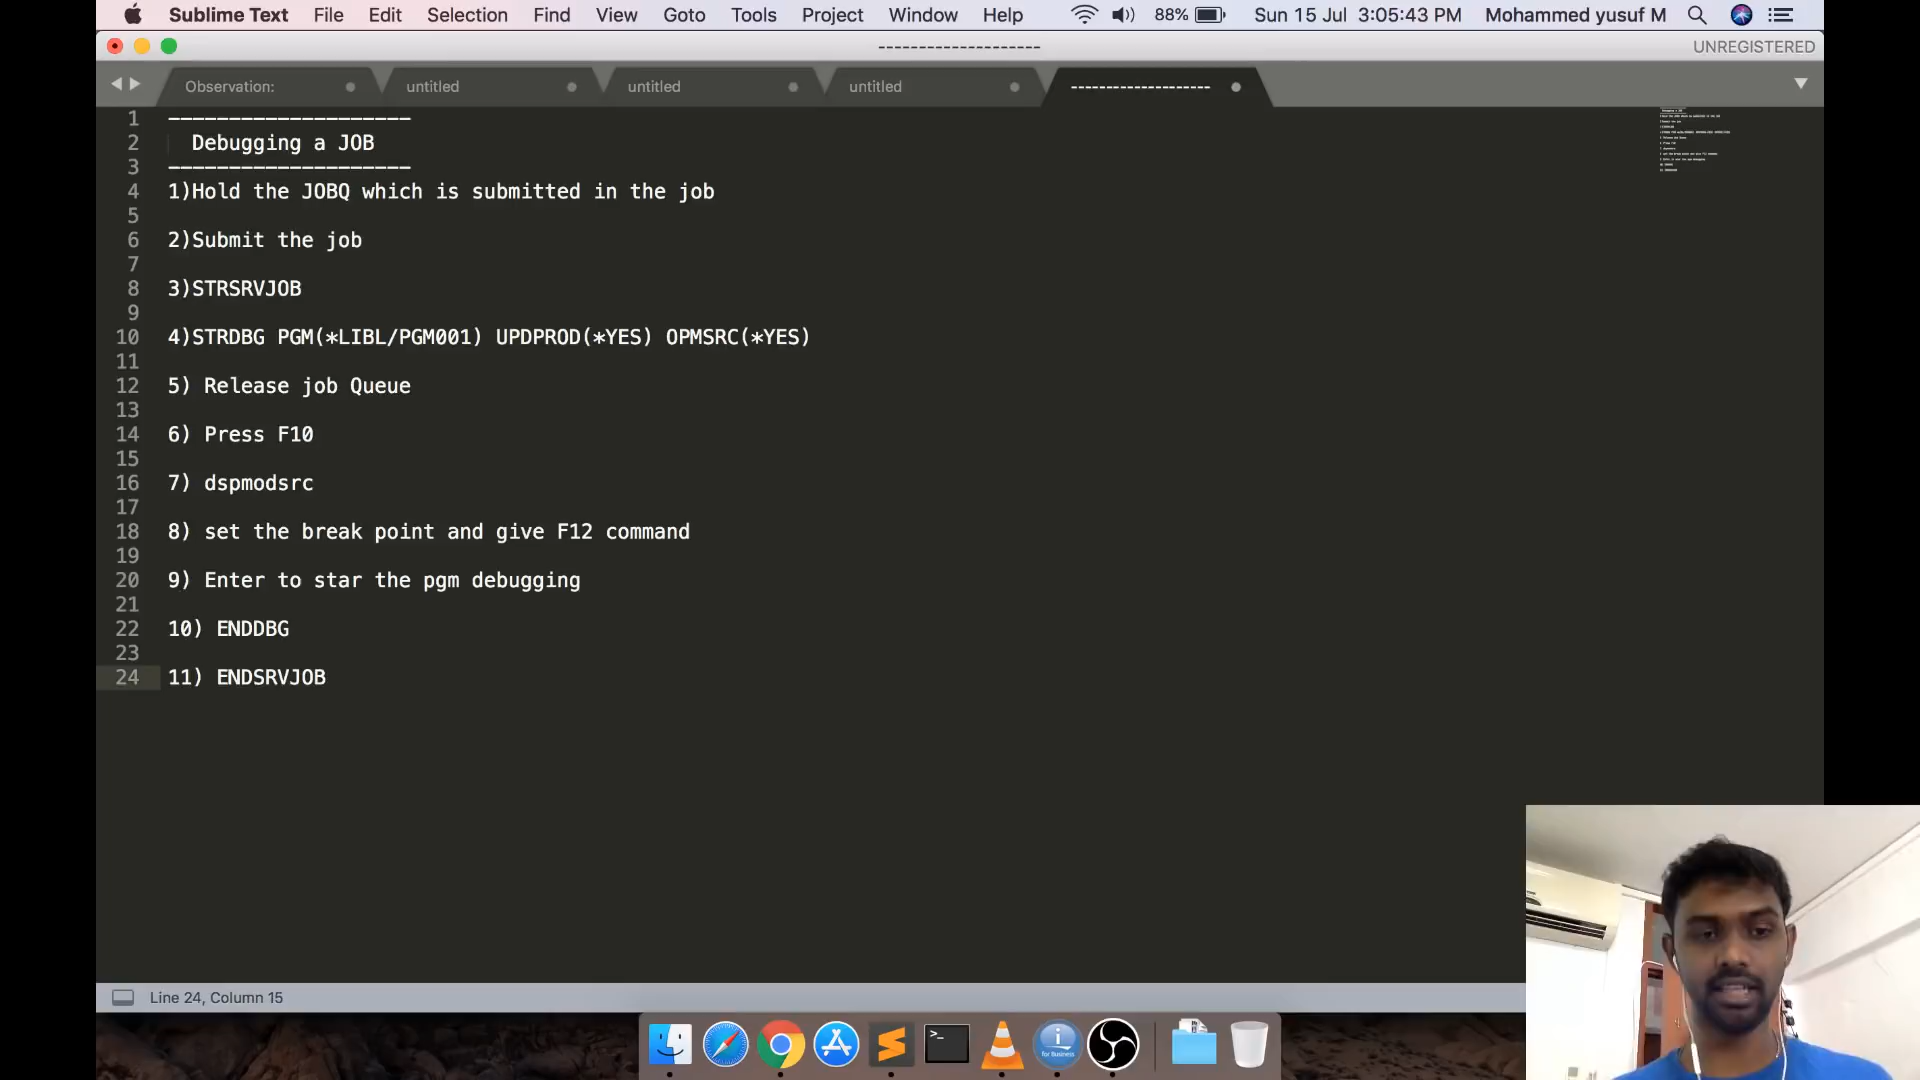 Sublime Text File Edit Selection Find View Goto Tools Project Window Help 88% Sun 15 Jul 3:05:43 PM Mohammed yusuf M
-------------------- UNREGISTERED
Observation: untitled untitled untitled --------------------
1 --------------------
2 Debugging a JOB
3 --------------------
4 1)Hold the JOBQ which is submitted in the job
5
6 2)Submit the job
7
8 3)STRSRVJOB
9
10 4)STRDBG PGM(*LIBL/PGM001) UPDPROD(*YES) OPMSRC(*YES)
11
12 5) Release job Queue
13
14 6) Press F10
15
16 7) dspmodsrc
17
18 8) set the break point and give F12 command
19
20 9) Enter to star the pgm debugging
21
22 10) ENDDBG
23
24 11) ENDSRVJOB
Line 24, Column 15
i
for Business